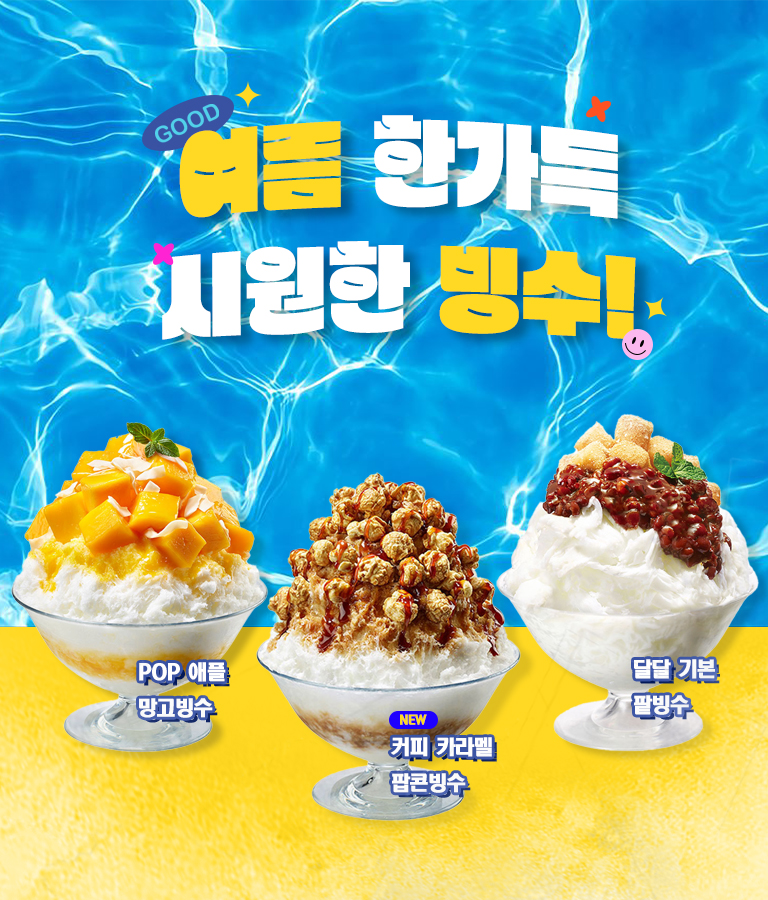 GOOD
여름 한가득
시원한 빙수!
POP 애플
망고빙수
NEW
커피 카라멜
팝콘빙수
달달 기본
팥빙수